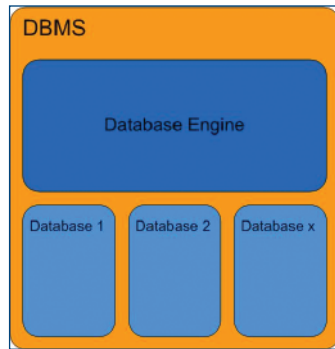 DBMS
Database Engine
Database 1
Database 2
Database x